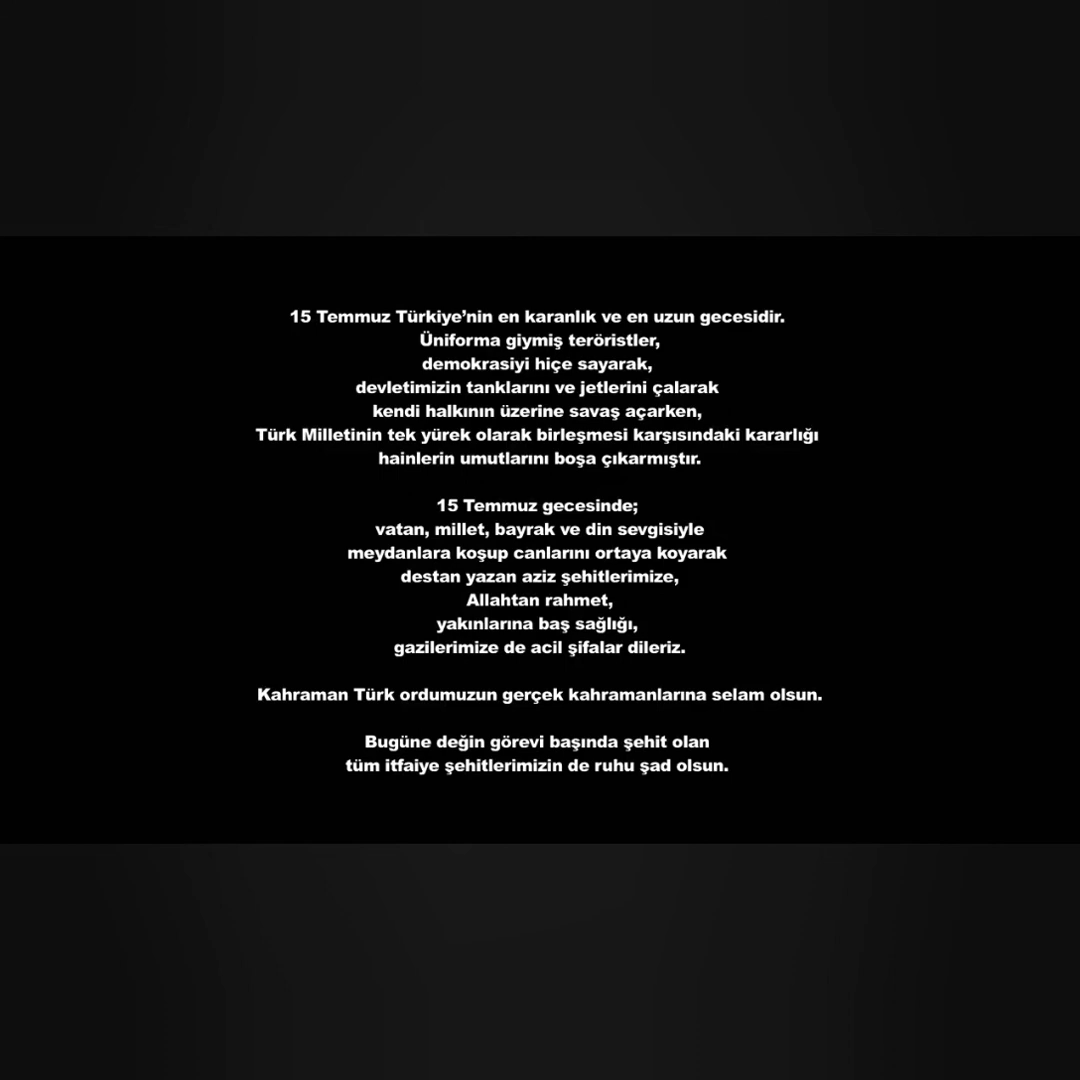 15 Temmuz Türkiye’nin en karanlık ve en uzun gecesidir.
Üniforma giymiş teröristler,
demokrasiyi hiçe sayarak,
devletimizin tanklarını ve jetlerini çalarak
kendi halkının üzerine savaş açarken,
Türk Milletinin tek yürek olarak birleşmesi karşısındaki kararlığı
hainlerin umutlarını boşa çıkarmıştır.
15 Temmuz gecesinde;
vatan, millet, bayrak ve din sevgisiyle
meydanlara koşup canlarını ortaya koyarak
destan yazan aziz şehitlerimize,
Allahtan rahmet,
yakınlarına baş sağlığı,
gazilerimize de acil şifalar dileriz.
Kahraman Türk ordumuzun gerçek kahramanlarına selam olsun.
Bugüne değin görevi başında şehit olan
tüm itfaiye şehitlerimizin de ruhu şad olsun.